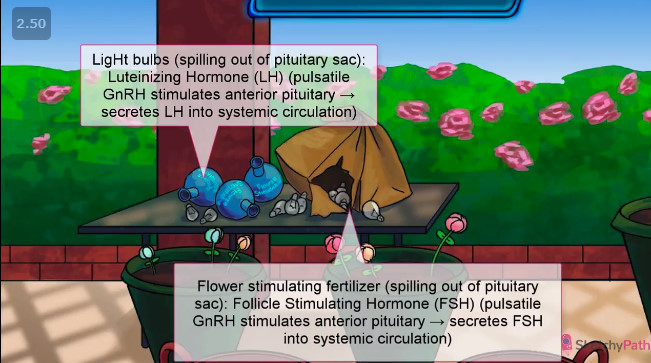 2.50
LigHt bulbs (spilling out of pituitary sac):
Luteinizing Hormone (LH) (pulsatile
GnRH stimulates anterior pituitary →
secretes LH into systemic circulation)
Flower stimulating fertilizer (spilling out of pituitary
sac): Follicle Stimulating Hormone (FSH) (pulsatile
GnRH stimulates anterior pituitary → secretes FSH
into systemic circulation)
SketchyPath